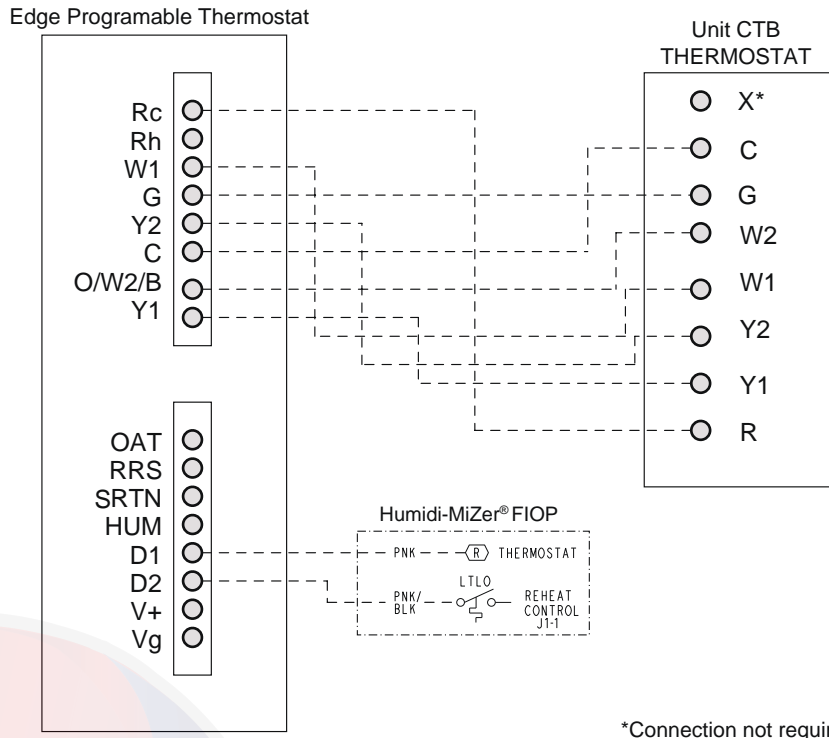 Edge Programable Thermostat
Rc
Rh
W1
G
Y2
C
O/W2/B
Y1
OAT
RRS
SRTN
HUM
D1
D2
V+
Vg
Unit CTB
THERMOSTAT
X*
C
G
W2
W1
Y2
Y1
R
Humidi-MiZer® FIOP
PNK
R
THERMOSTAT
LTLO
PNK/
BLK
REHEAT
CONTROL
J1-1
*Connection not